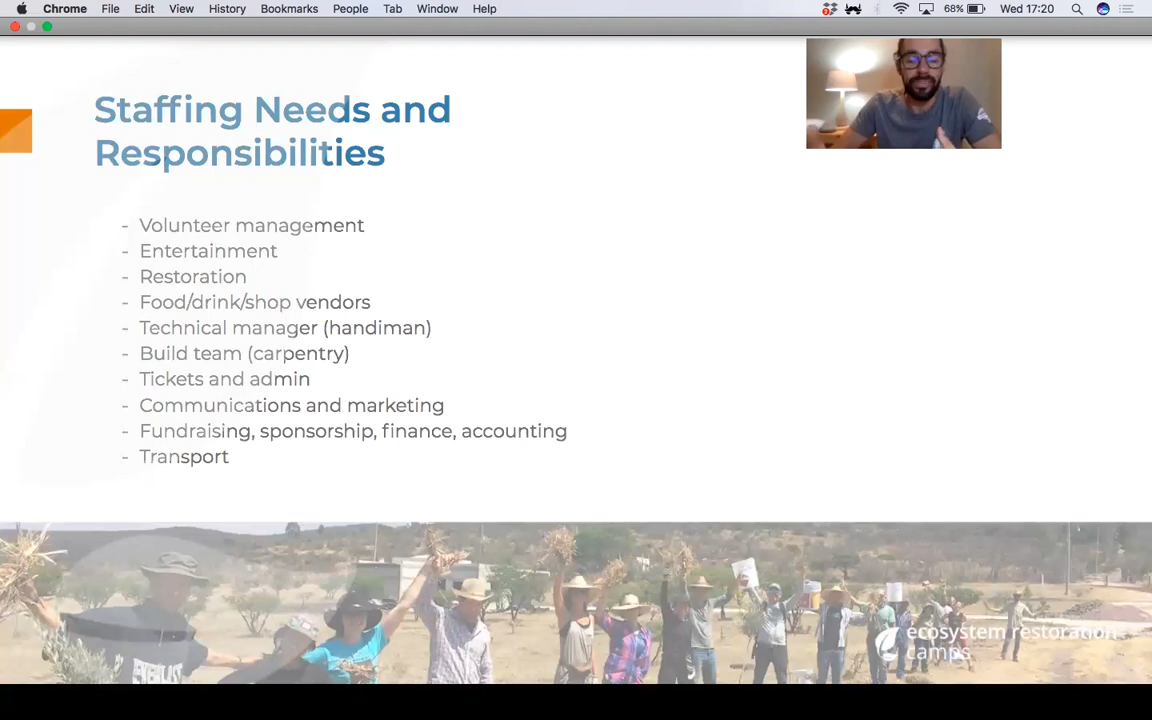 Chrome File Edit View History Bookmarks People Tab Window Help 68% Wed 17:20
Staffing Needs and
Responsibilities
- Volunteer management
- Entertainment
- Restoration
- Food/drink/shop vendors
- Technical manager (handiman)
- Build team (carpentry)
- Tickets and admin
- Communications and marketing
- Fundraising, sponsorship, finance, accounting
- Transport
ecosystem restoration
camps